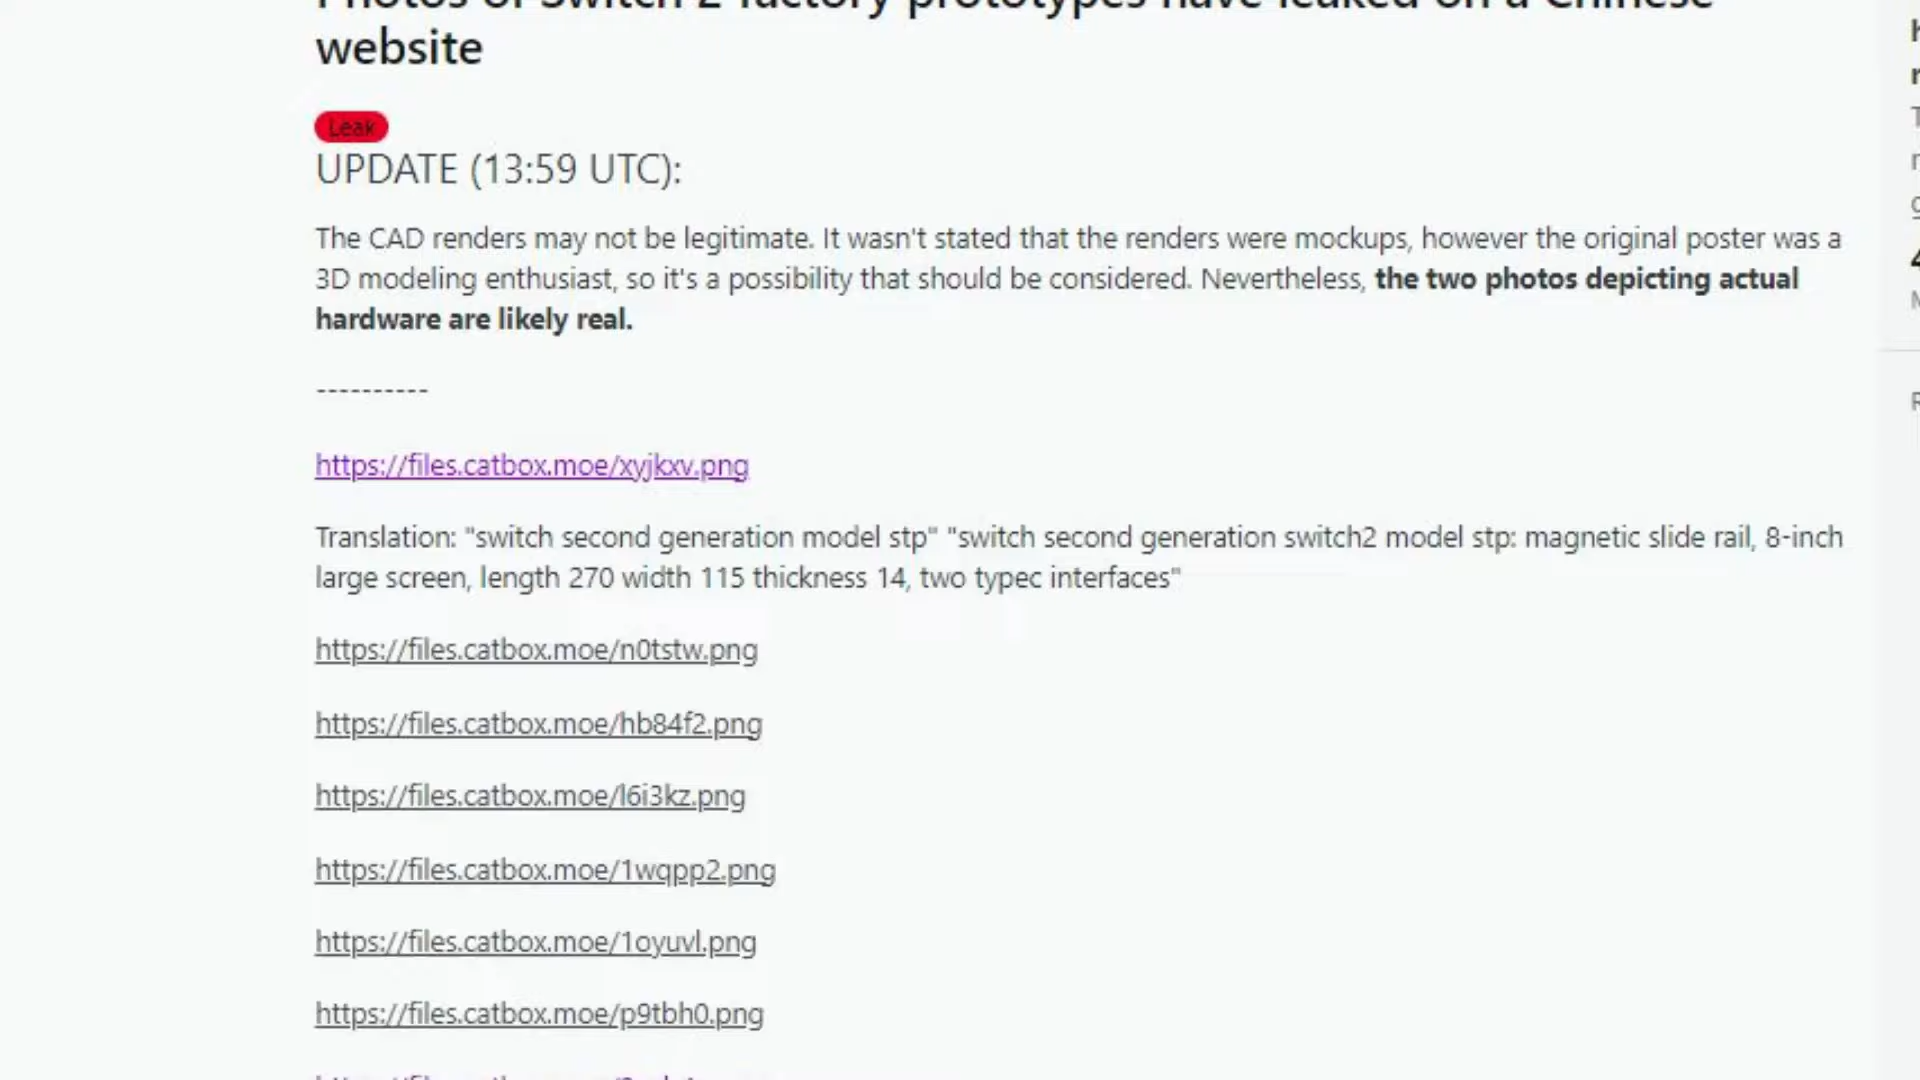 Photos of Switch 2 factory prototypes have leaked on a Chinese
website
Leak
UPDATE (13:59 UTC):
The CAD renders may not be legitimate. It wasn't stated that the renders were mockups, however the original poster was a
3D modeling enthusiast, so it's a possibility that should be considered. Nevertheless, the two photos depicting actual
hardware are likely real.
----------
https://files.catbox.moe/xyjkxv.png
Translation: "switch second generation model stp" "switch second generation switch2 model stp: magnetic slide rail, 8-inch
large screen, length 270 width 115 thickness 14, two typec interfaces"
https://files.catbox.moe/n0tstw.png
https://files.catbox.moe/hb84f2.png
https://files.catbox.moe/l6i3kz.png
https://files.catbox.moe/1wqpp2.png
https://files.catbox.moe/1oyuvl.png
https://files.catbox.moe/p9tbh0.png